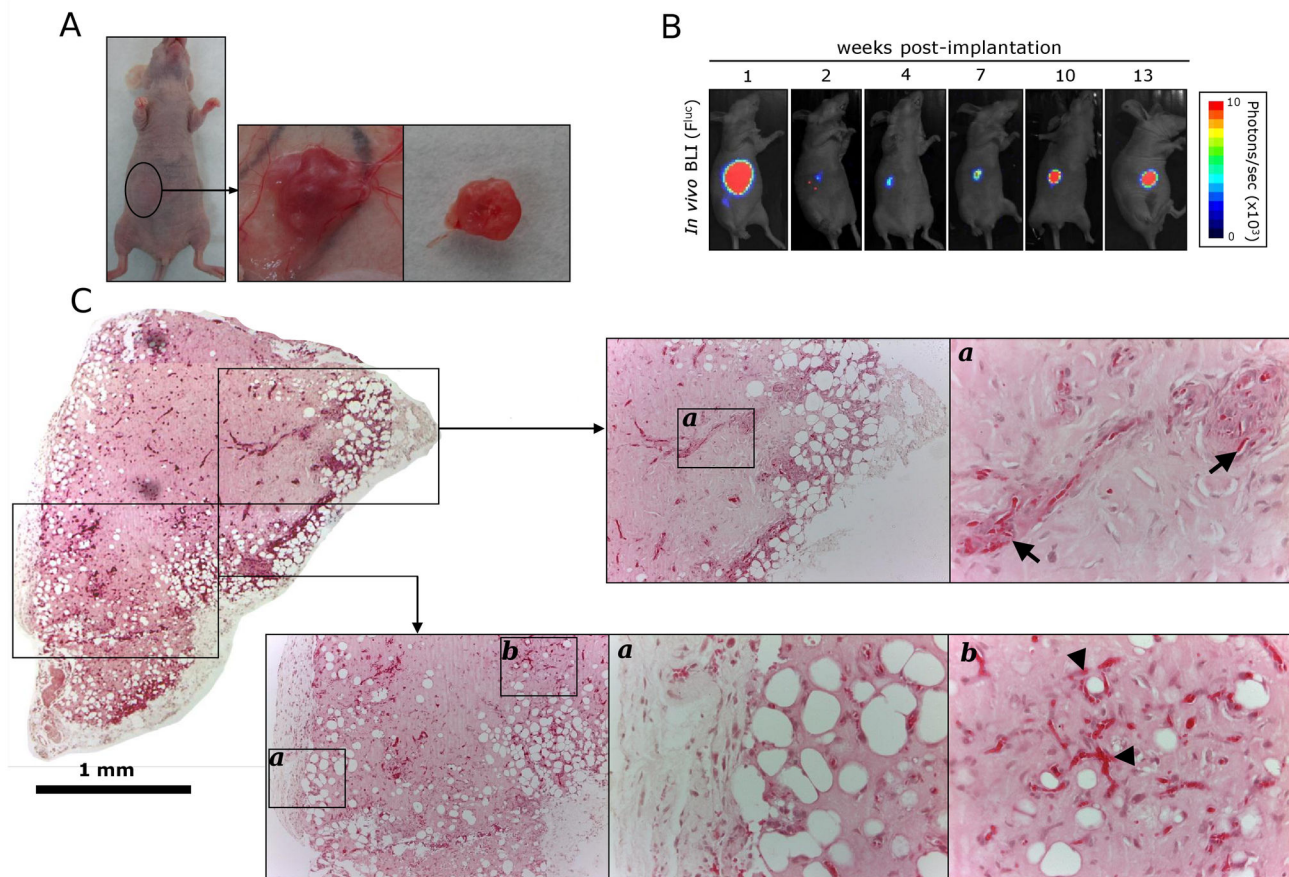 A
B
weeks post-implantation
1 2 4 7 10 13
In vivo BLI (Fluc)
10
Photons/sec (x10³)
0
C
a
a
b
a
a
b
1 mm